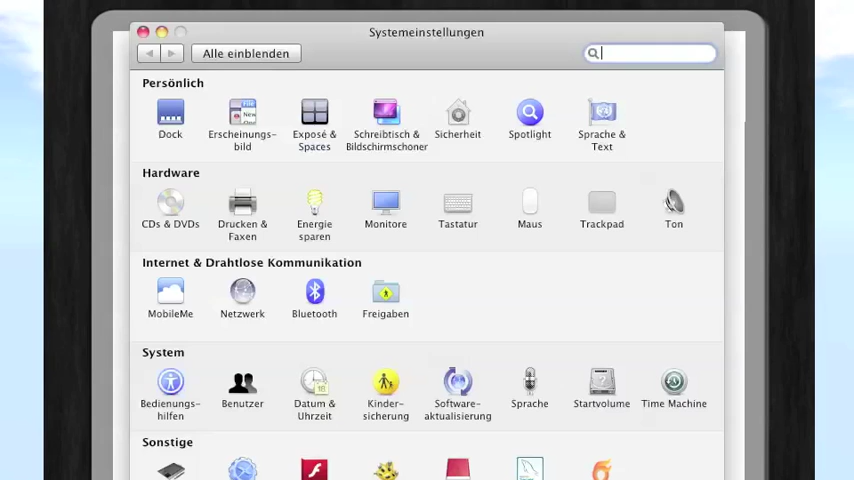 Systemeinstellungen
Alle einblenden
Persönlich
Dock
Erscheinungs-
bild
Exposé &
Spaces
Schreibtisch &
Bildschirmschoner
Sicherheit
Spotlight
Sprache &
Text
Hardware
CDs & DVDs
Drucken &
Faxen
Energie
sparen
Monitore
Tastatur
Maus
Trackpad
Ton
Internet & Drahtlose Kommunikation
MobileMe
Netzwerk
Bluetooth
Freigaben
System
Bedienungs-
hilfen
Benutzer
Datum &
Uhrzeit
Kinder-
sicherung
Software-
aktualisierung
Sprache
Startvolume
Time Machine
Sonstige